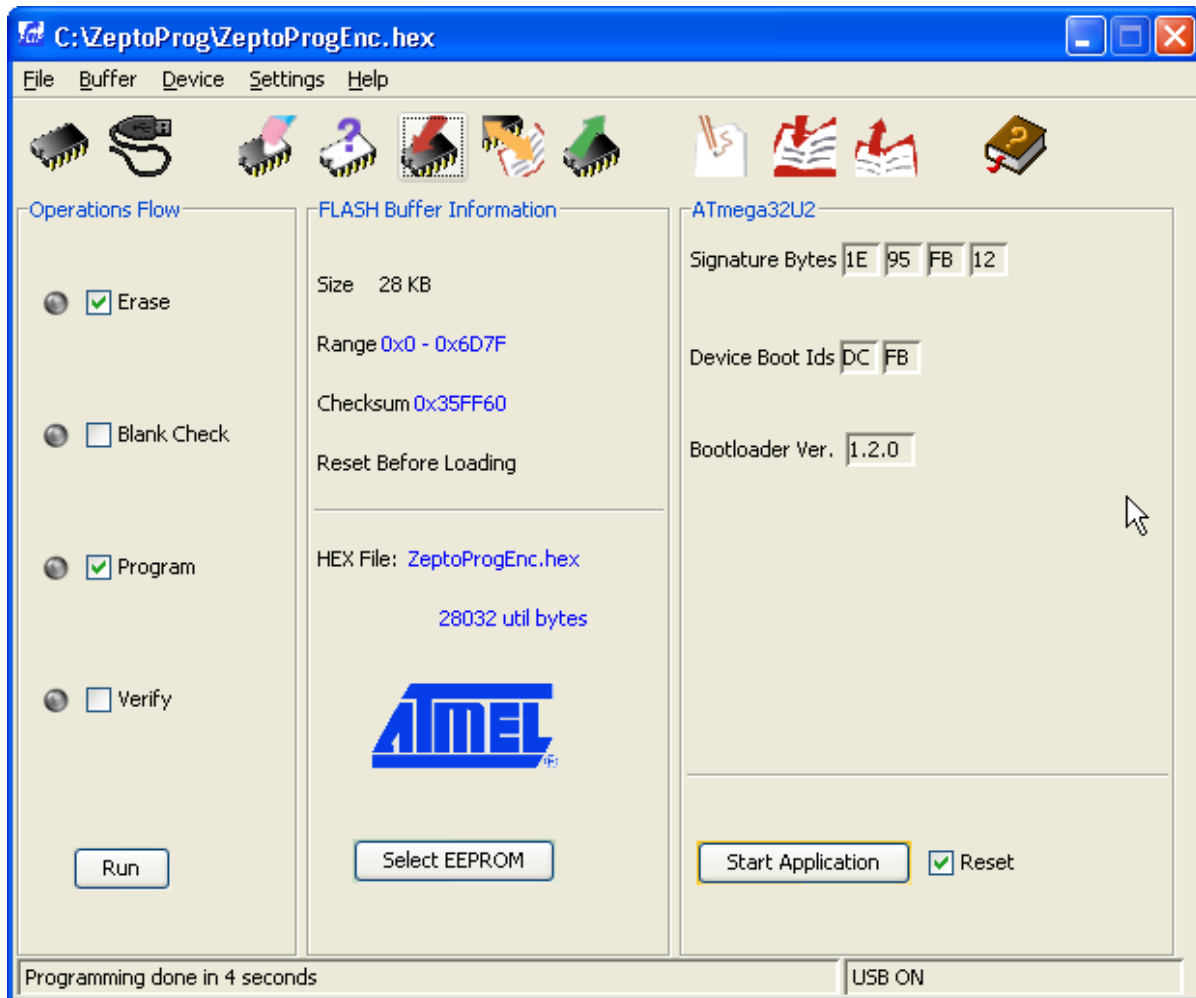 C:\ZeptoProg\ZeptoProgEnc.hex
File Buffer Device Settings Help
Operations Flow
Erase
Blank Check
Program
Verify
Run
FLASH Buffer Information
Size 28 KB
Range 0x0 - 0x6D7F
Checksum 0x35FF60
Reset Before Loading
HEX File: ZeptoProgEnc.hex
28032 util bytes
ATMEL®
Select EEPROM
ATmega32U2
Signature Bytes 1E 95 FB 12
Device Boot Ids DC FB
Bootloader Ver. 1.2.0
Start Application Reset
Programming done in 4 seconds
USB ON